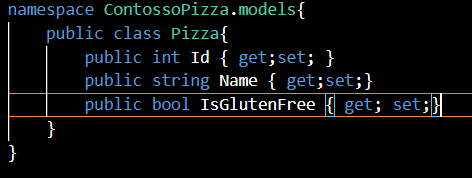 namespace ContossoPizza.models{
public class Pizza{
public int Id { get;set; }
public string Name { get;set;}
public bool IsGlutenFree { get; set;}
}
}